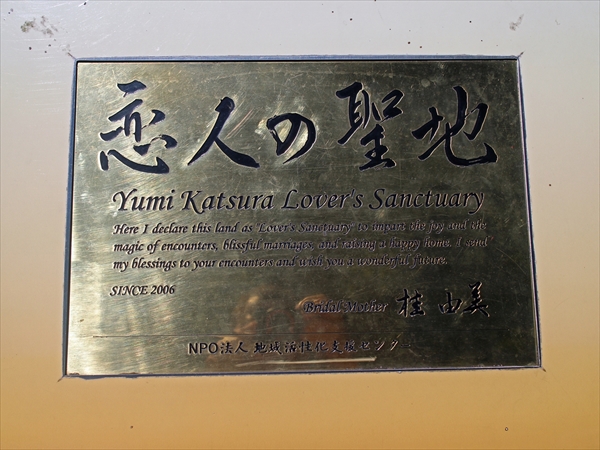 恋人の聖地
Yumi Katsura Lover's Sanctuary
Here I declare this land as 'Lover's Sanctuary' to impart the joy and the
magic of encounters, blissful marriages, and raising a happy home. I send
my blessings to your encounters and wish you a wonderful future.
SINCE 2006
Bridal Mother 桂 由美
NPO法人 地域活性化支援センター